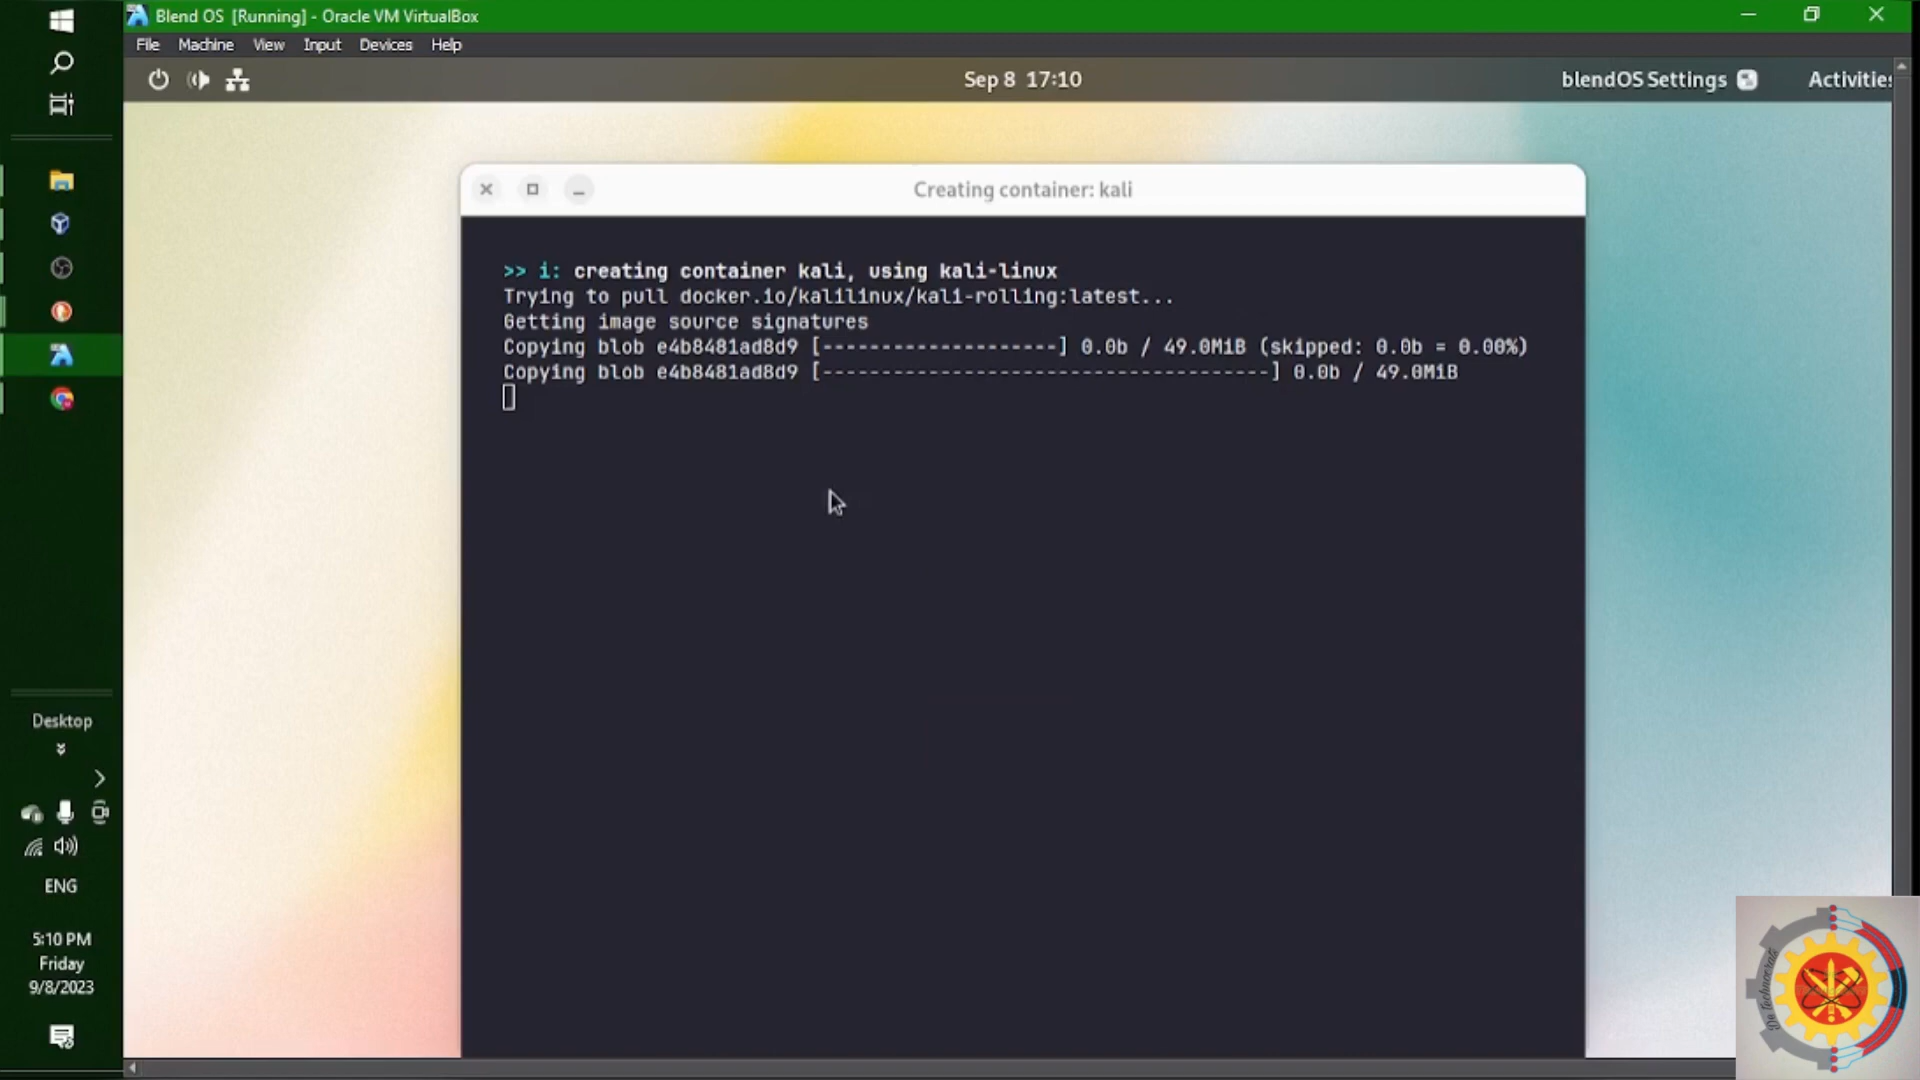 Blend OS [Running] - Oracle VM VirtualBox
File Machine View Input Devices Help
Sep 8 17:10
blendOS Settings
Activities
Creating container: kali
>> i: creating container kali, using kali-linux
Trying to pull docker.io/kalilinux/kali-rolling:latest...
Getting image source signatures
Copying blob e4b8481ad8d9 [--------------------] 0.0b / 49.0MiB (skipped: 0.0b = 0.00%)
Copying blob e4b8481ad8d9 [--------------------------------------] 0.0b / 49.0MiB
Desktop
ENG
5:10 PM
Friday
9/8/2023
De Technocrats